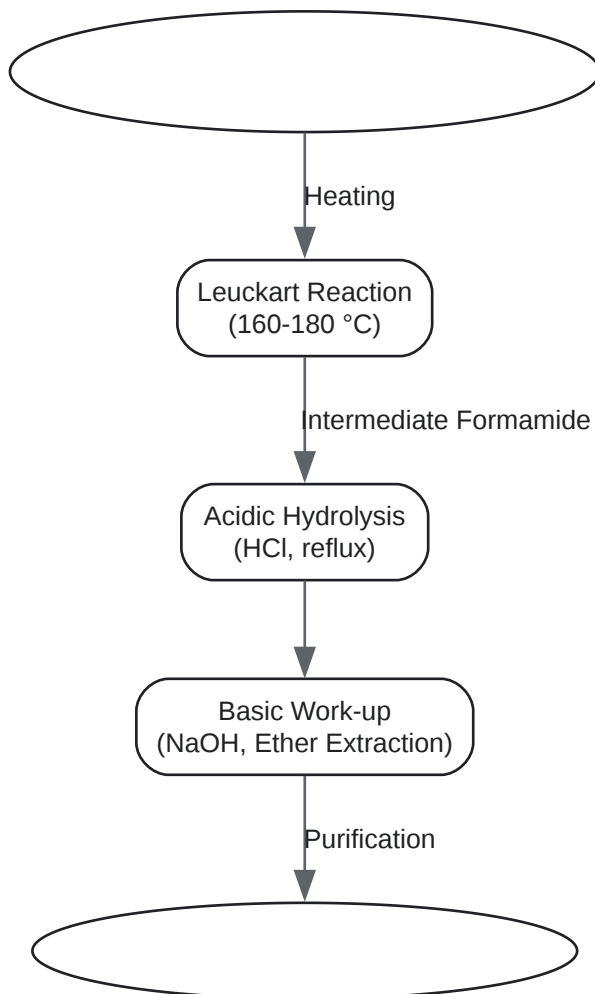 Heating
Leuckart Reaction
(160-180 °C)
Intermediate Formamide
Acidic Hydrolysis
(HCl, reflux)
Basic Work-up
(NaOH, Ether Extraction)
Purification